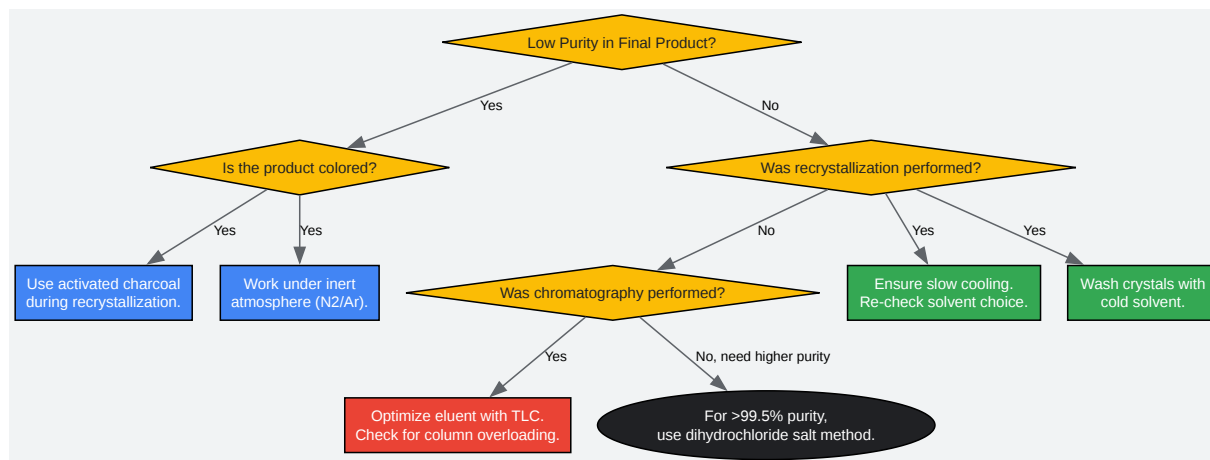 Low Purity in Final Product?
Yes
No
Is the product colored?
Was recrystallization performed?
Yes
Yes
No
Yes
Yes
Use activated charcoal
during recrystallization.
Work under inert
atmosphere (N2/Ar).
Was chromatography performed?
Ensure slow cooling.
Re-check solvent choice.
Wash crystals with
cold solvent.
Yes
No, need higher purity
Optimize eluent with TLC.
Check for column overloading.
For >99.5% purity,
use dihydrochloride salt method.